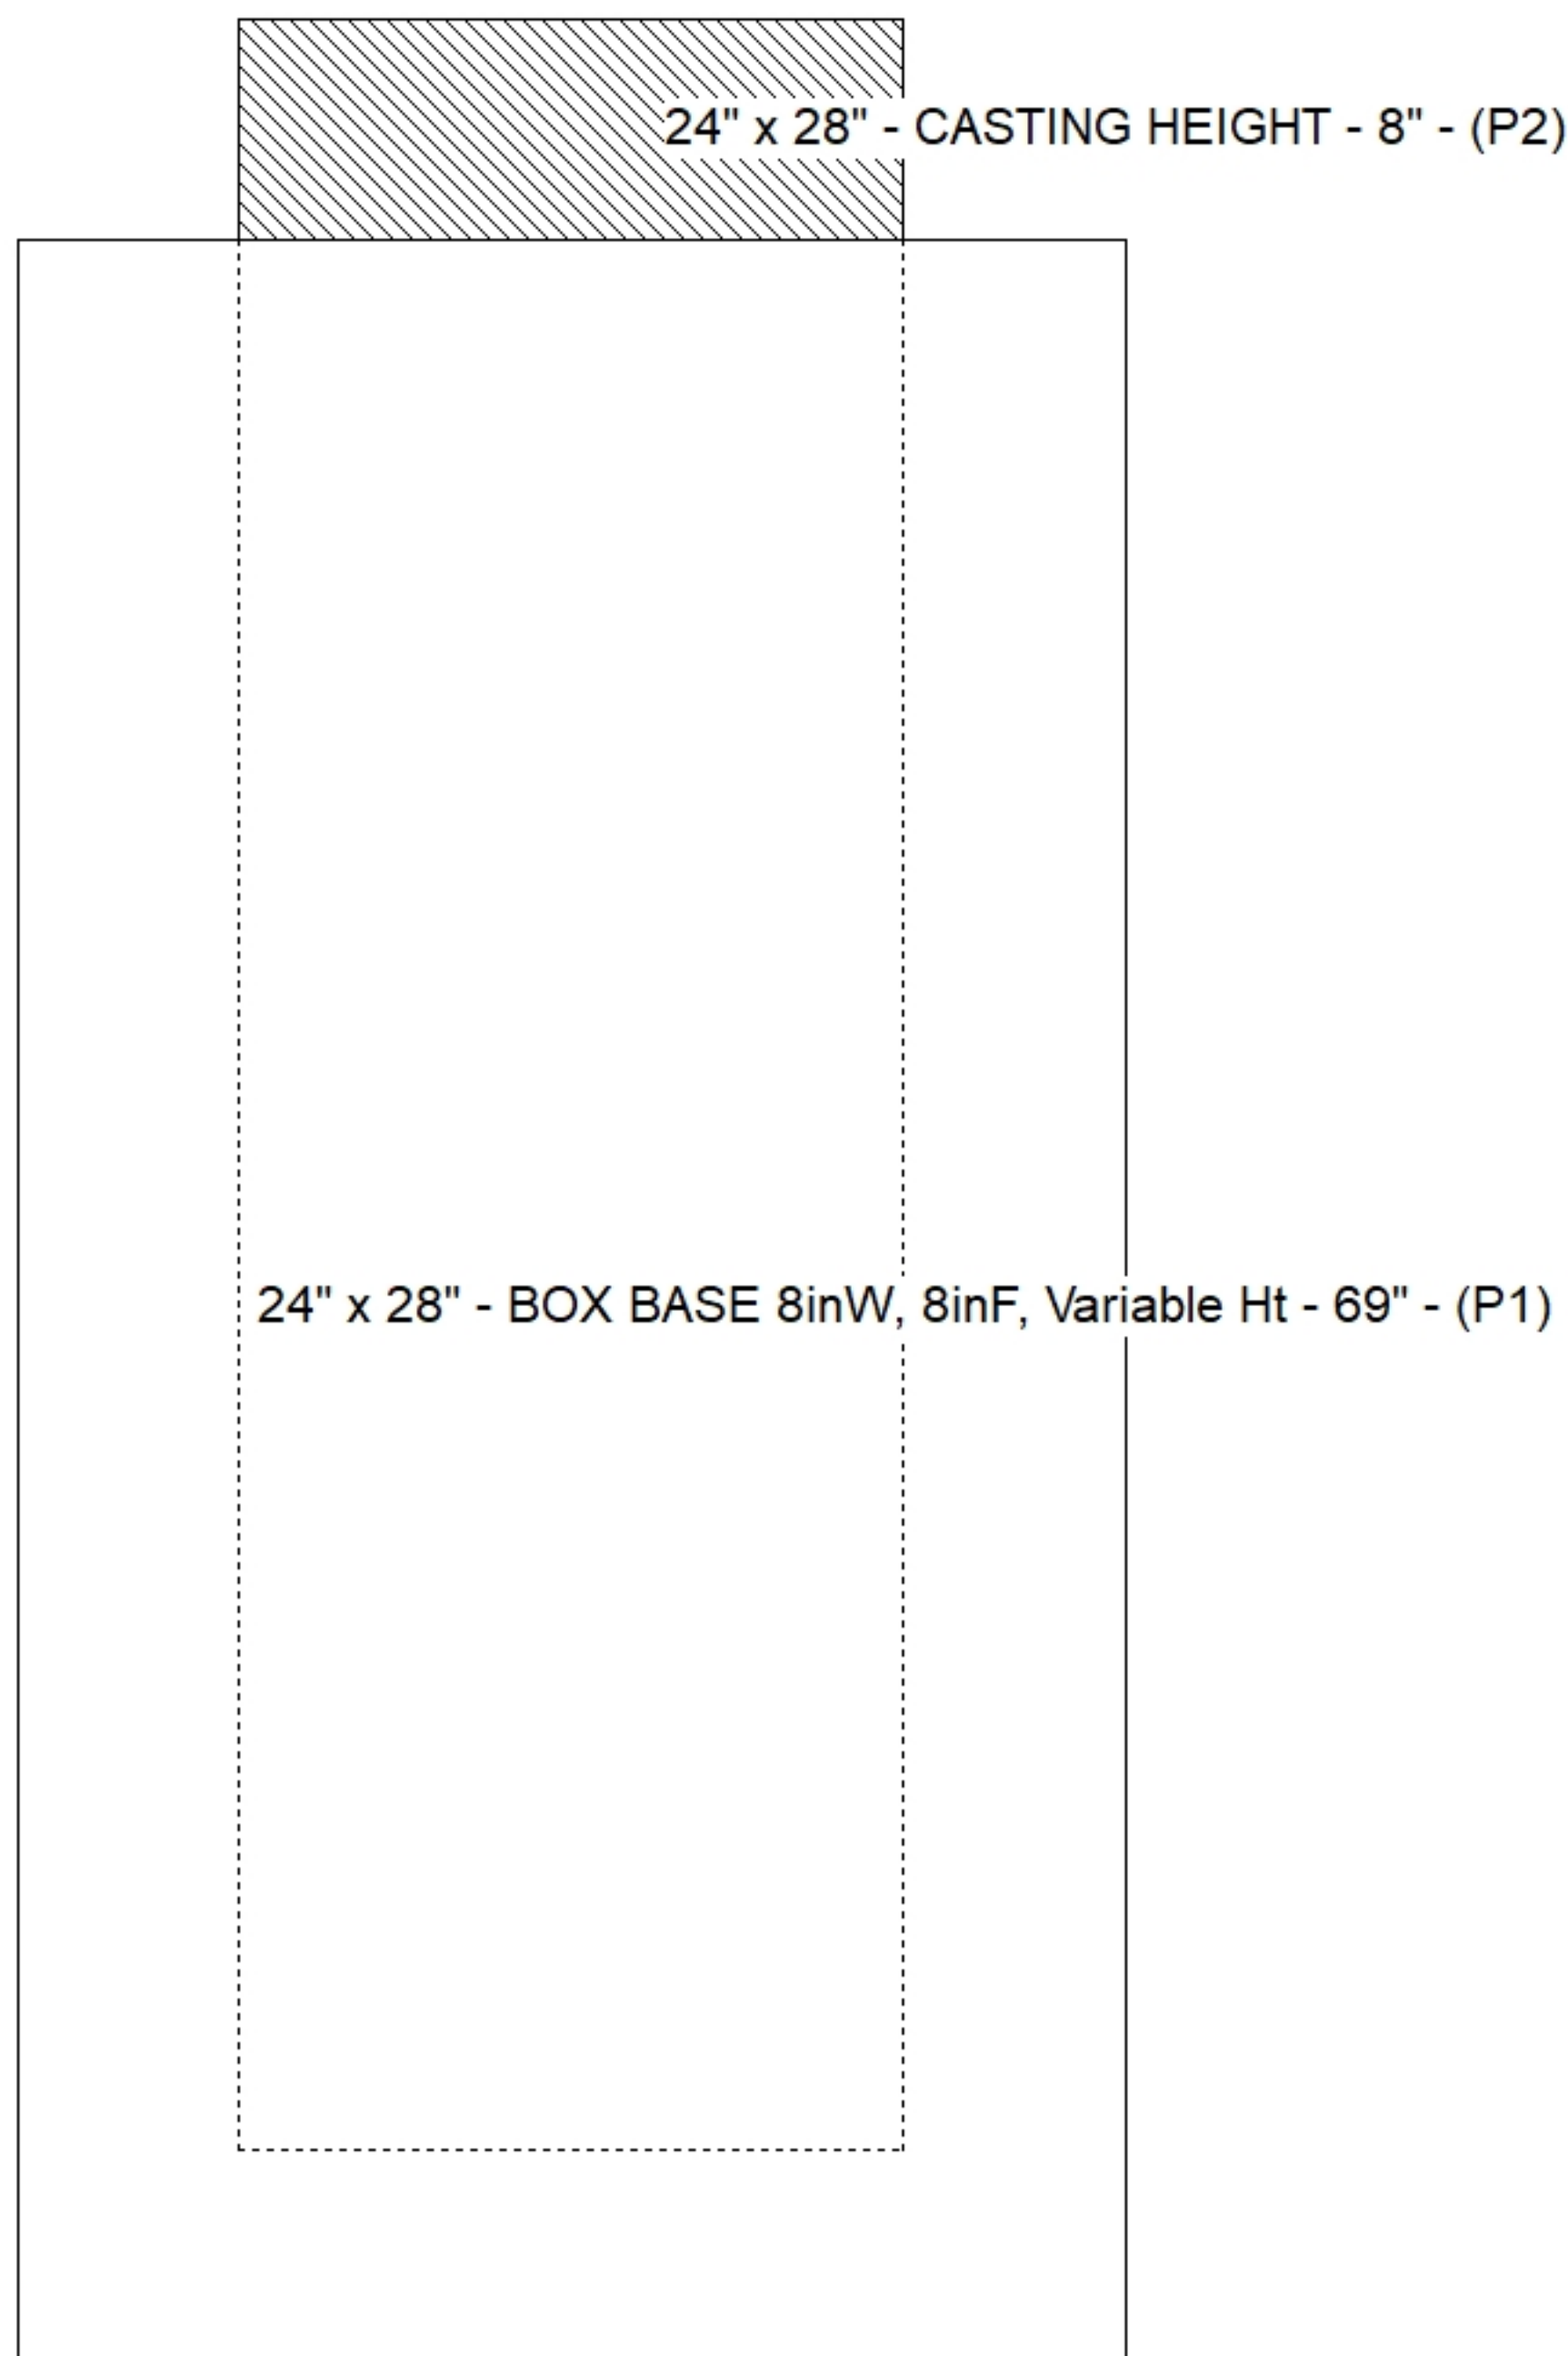 24" x 28" - CASTING HEIGHT - 8" - (P2)
24" x 28" - BOX BASE 8inW, 8inF, Variable Ht - 69" - (P1)